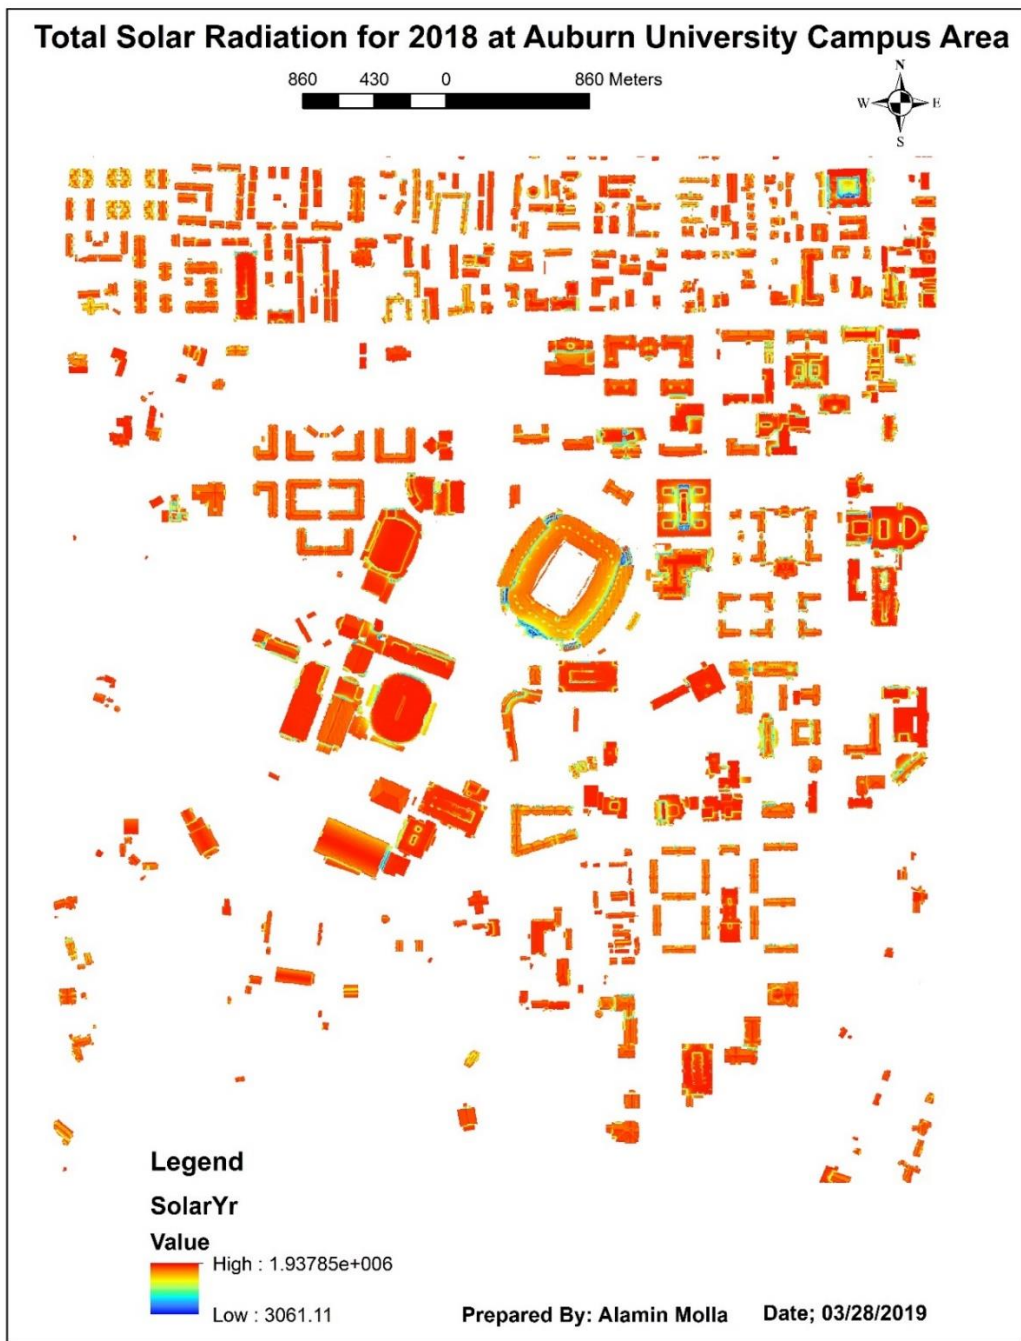 Total Solar Radiation for 2018 at Auburn University Campus Area
860 430 0 860 Meters
N
W E
S
Legend
SolarYr
Value
High : 1.93785e+006
Low : 3061.11
Prepared By: Alamin Molla Date; 03/28/2019